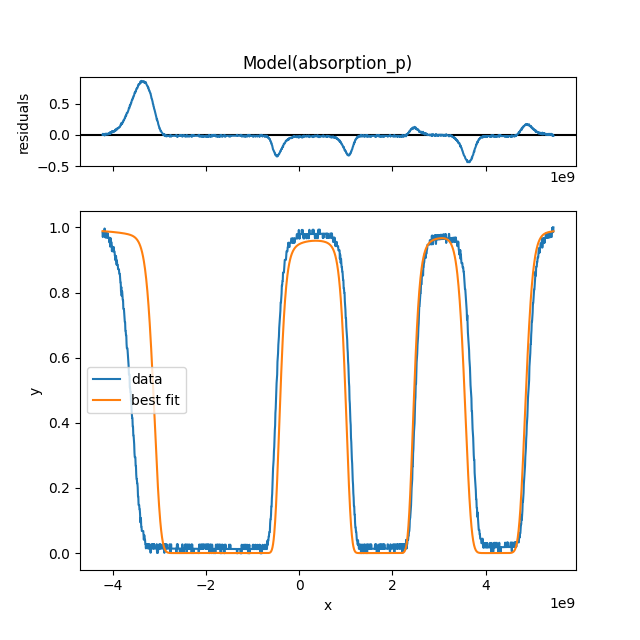 Model(absorption_p)
residuals
0.5
0.0
−0.5
1e9
y
1.0
0.8
0.6
0.4
0.2
0.0
data
best fit
−4
−2
0
2
4
1e9
x